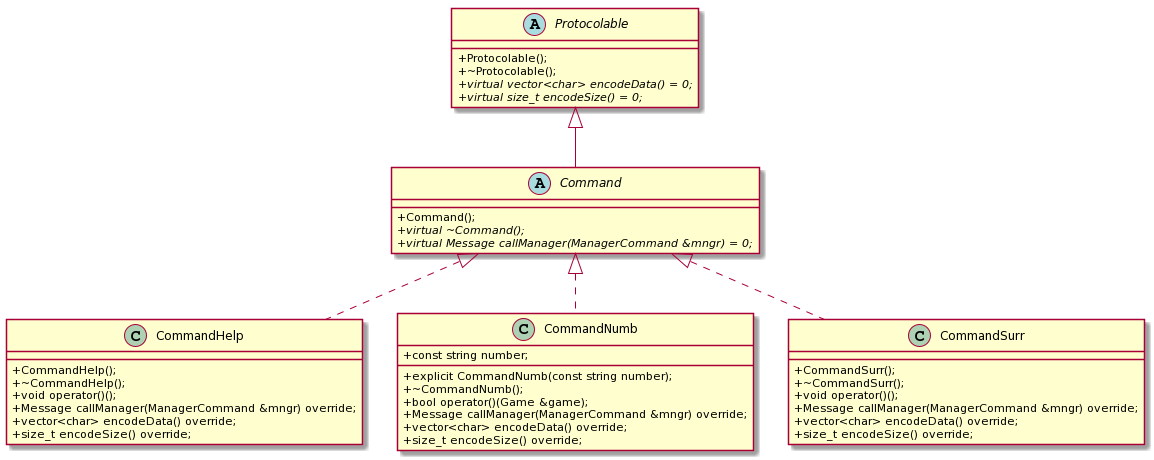 A Protocolable
+Protocolable();
+~Protocolable();
+virtual vector<char> encodeData() = 0;
+virtual size_t encodeSize() = 0;
A Command
+Command();
+virtual ~Command();
+virtual Message callManager(ManagerCommand &mngr) = 0;
C CommandHelp
+CommandHelp();
+~CommandHelp();
+void operator()();
+Message callManager(ManagerCommand &mngr) override;
+vector<char> encodeData() override;
+size_t encodeSize() override;
C CommandNumb
+const string number;
+explicit CommandNumb(const string number);
+~CommandNumb();
+bool operator()(Game &game);
+Message callManager(ManagerCommand &mngr) override;
+vector<char> encodeData() override;
+size_t encodeSize() override;
C CommandSurr
+CommandSurr();
+~CommandSurr();
+void operator()();
+Message callManager(ManagerCommand &mngr) override;
+vector<char> encodeData() override;
+size_t encodeSize() override;